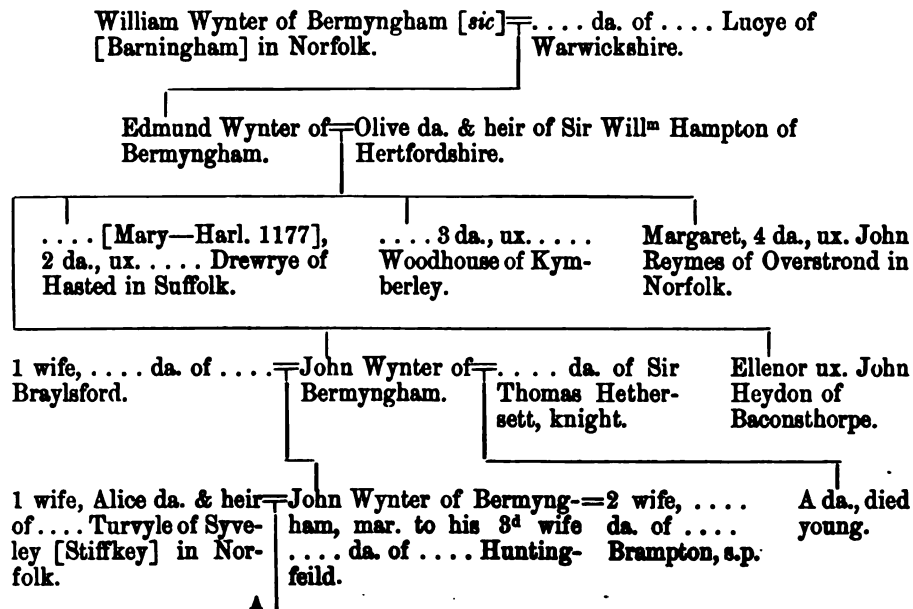 William Wynter of Bermyngham [sic]=. . . . da. of . . . . Lucye of
[Barningham] in Norfolk.
Warwickshire.
Edmund Wynter of=Olive da. & heir of Sir Willᵐ Hampton of
Bermyngham.
Hertfordshire.
. . . . [Mary—Harl. 1177],
2 da., ux. . . . . . Drewrye of
Hasted in Suffolk.
. . . . 3 da., ux. . . . .
Woodhouse of Kym-
berley.
Margaret, 4 da., ux. John
Reymes of Overstrond in
Norfolk.
1 wife, . . . . da. of . . . .=John Wynter of=. . . . da. of Sir
Braylsford.
Bermyngham.
Thomas Hether-
sett, knight.
Ellenor ux. John
Heydon of
Baconsthorpe.
1 wife, Alice da. & heir=John Wynter of Bermyng-=2 wife, . . . .
of . . . . Turvyle of Syve-
ley [Stiffkey] in Nor-
folk.
ham, mar. to his 3ᵈ wife
. . . . da. of . . . . Hunting-
feild.
da. of . . . .
Brampton, s.p.
A da., died
young.
A